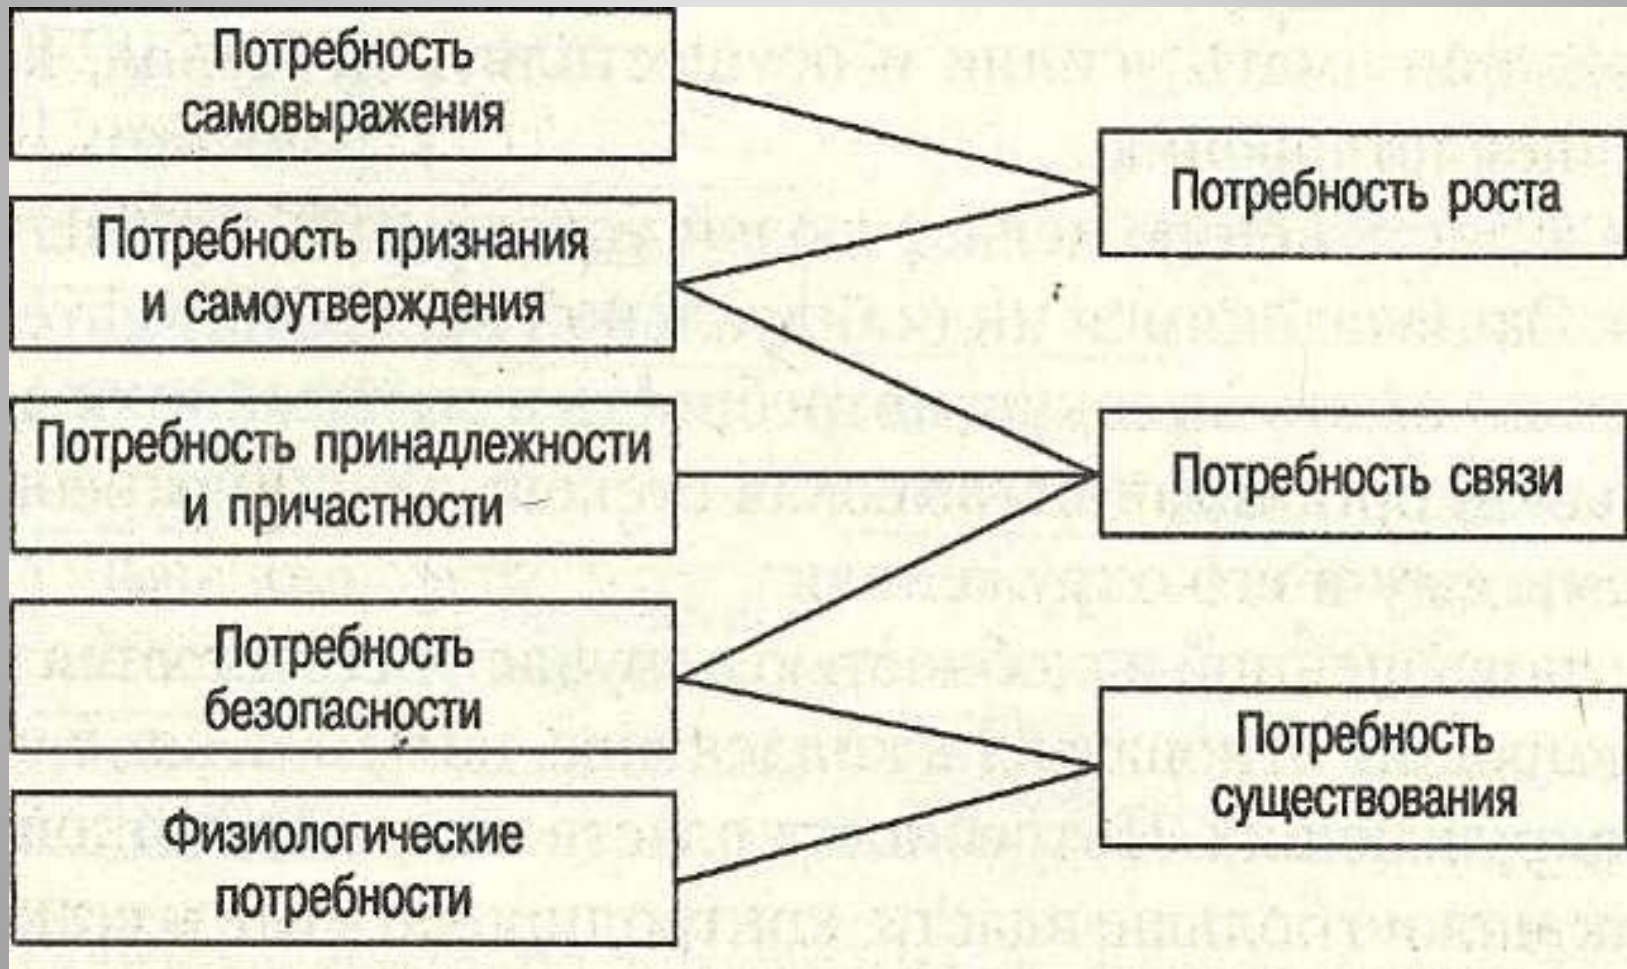 Потребность
самовыражения
Потребность признания
и самоутверждения
Потребность принадлежности
и причастности
Потребность
безопасности
Физиологические
потребности
Потребность роста
Потребность связи
Потребность
существования